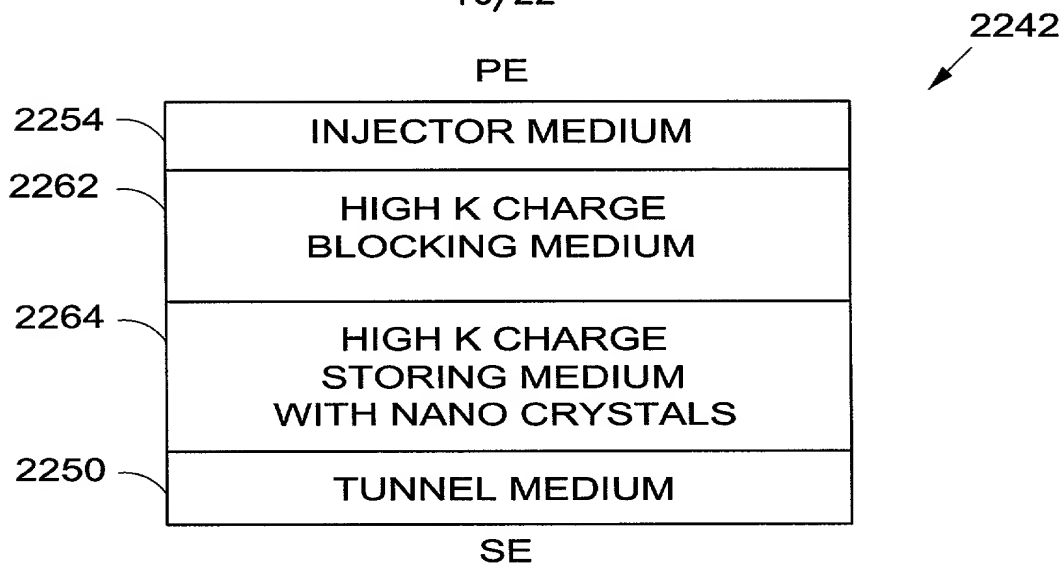 2242
PE
2254
INJECTOR MEDIUM
2262
HIGH K CHARGE
BLOCKING MEDIUM
2264
HIGH K CHARGE
STORING MEDIUM
WITH NANO CRYSTALS
2250
TUNNEL MEDIUM
SE